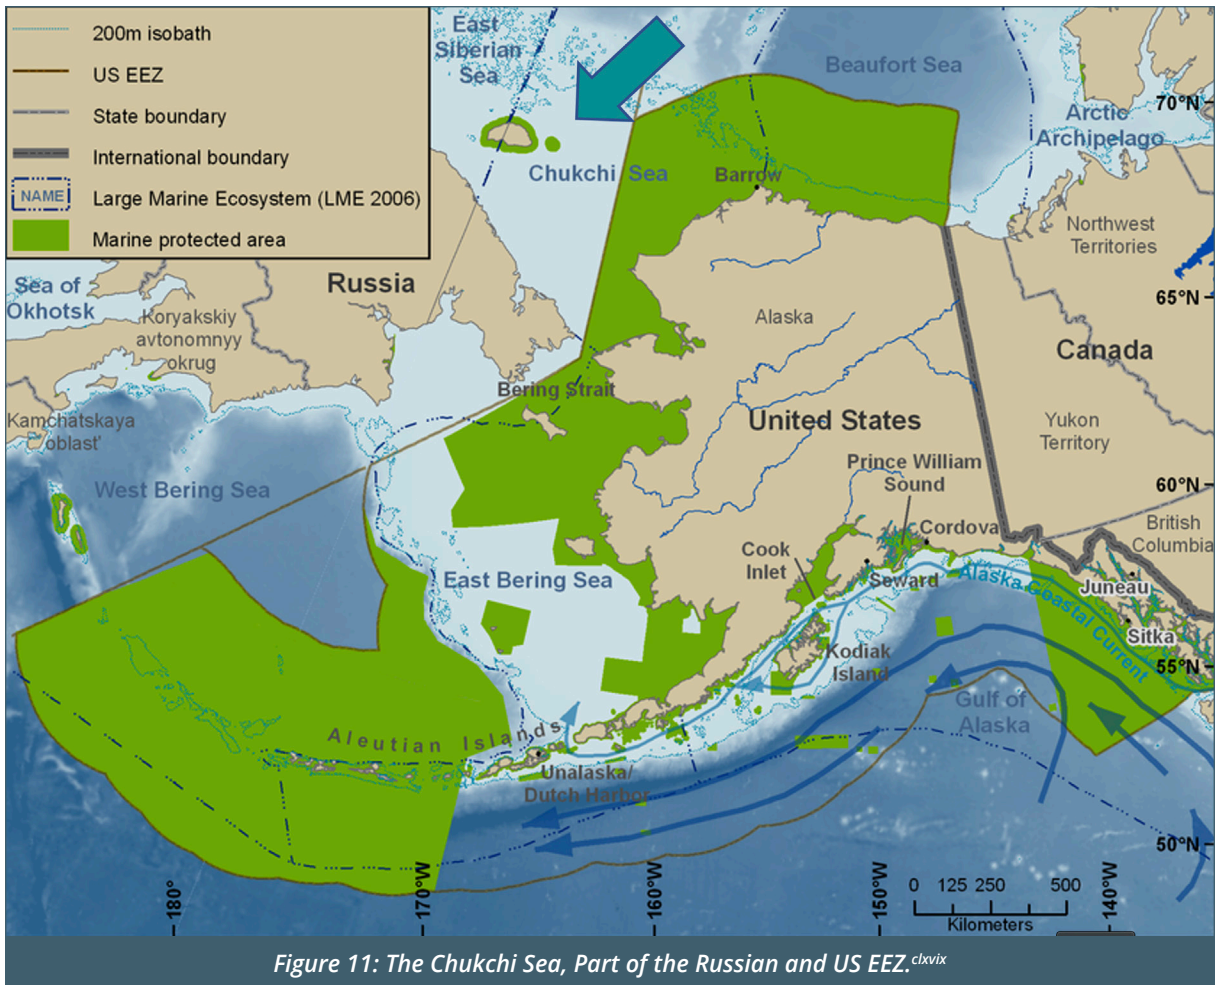 200m isobath
US EEZ
State boundary
International boundary
NAME
Large Marine Ecosystem (LME 2006)
Marine protected area
East
Siberian
Sea
Beaufort Sea
70°N
Arctic
Archipelago
Chukchi Sea
Barrow
Northwest
Territories
Russia
Sea of
Okhotsk
65°N
Koryakskiy
avtonomnyy
okrug
Alaska
Canada
Bering Strait
Kamchatskaya
oblast'
United States
Yukon
Territory
Prince William
Sound
60°N
West Bering Sea
British
Columbia
Cordova
Cook
Inlet
East Bering Sea
Seward
Alaska Coastal Current
Juneau
Sitka
Kodiak
Island
55°N
Gulf of
Alaska
Aleutian Islands
Unalaska/
Dutch Harbor
50°N
180°
170°W
160°W
150°W
140°W
0 125 250 500
Kilometers
Figure 11: The Chukchi Sea, Part of the Russian and US EEZ.clxvix